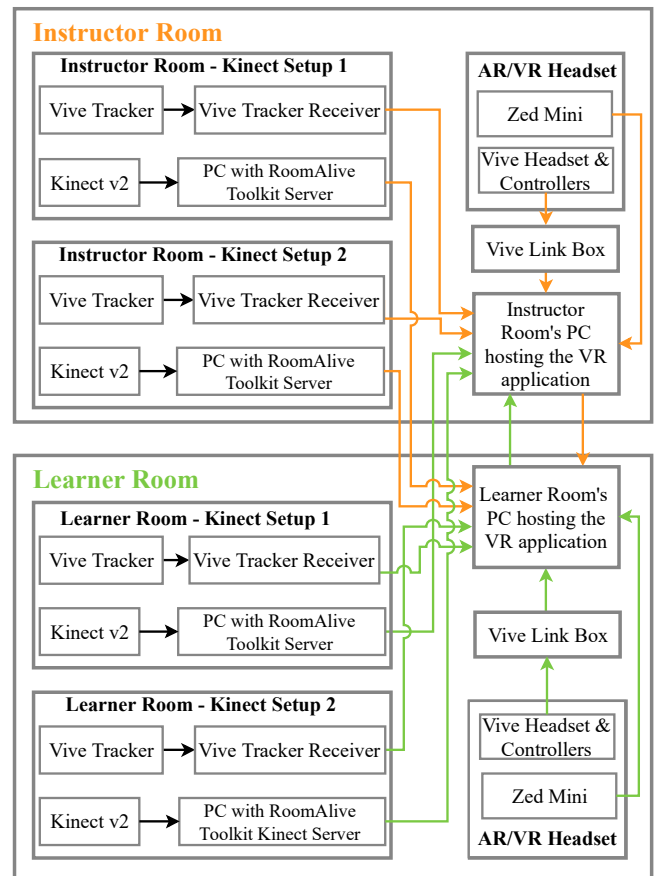 Instructor Room
Instructor Room - Kinect Setup 1
Vive Tracker
Vive Tracker Receiver
Kinect v2
PC with RoomAlive
Toolkit Server
Instructor Room - Kinect Setup 2
Vive Tracker
Vive Tracker Receiver
Kinect v2
PC with RoomAlive
Toolkit Server
AR/VR Headset
Zed Mini
Vive Headset &
Controllers
Vive Link Box
Instructor
Room's PC
hosting the VR
application
Learner Room
Learner Room - Kinect Setup 1
Vive Tracker
Vive Tracker Receiver
Kinect v2
PC with RoomAlive
Toolkit Server
Learner Room - Kinect Setup 2
Vive Tracker
Vive Tracker Receiver
Kinect v2
PC with RoomAlive
Toolkit Kinect Server
Learner Room's
PC hosting the
VR application
Vive Link Box
Vive Headset &
Controllers
Zed Mini
AR/VR Headset